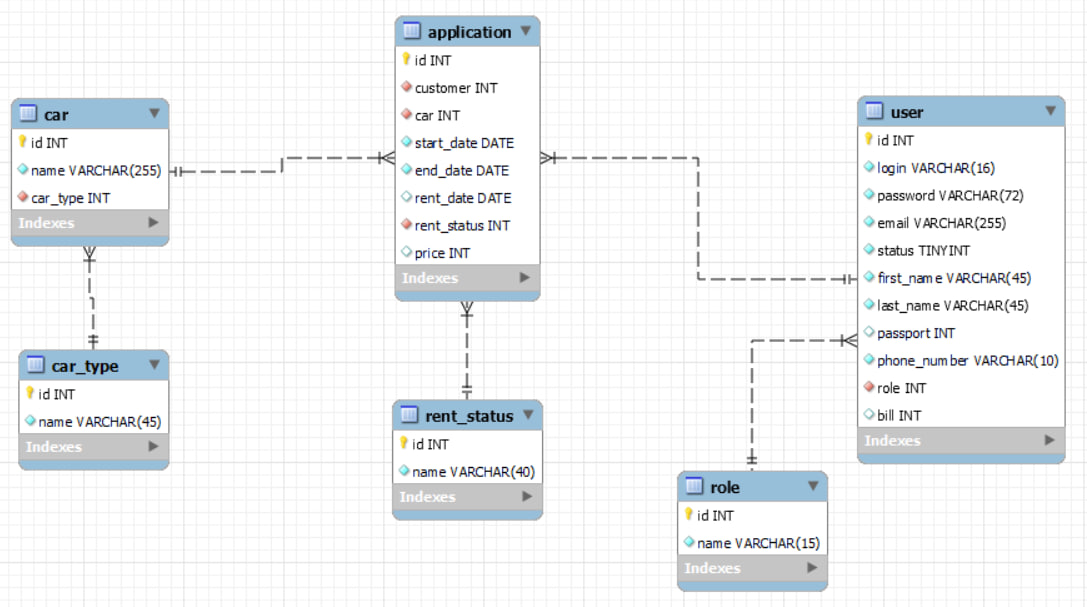 application
id INT
customer INT
car INT
start_date DATE
end_date DATE
rent_date DATE
rent_status INT
price INT
Indexes
car
id INT
name VARCHAR(255)
car_type INT
Indexes
user
id INT
login VARCHAR(16)
password VARCHAR(72)
email VARCHAR(255)
status TINYINT
first_name VARCHAR(45)
last_name VARCHAR(45)
passport INT
phone_number VARCHAR(10)
role INT
bill INT
Indexes
car_type
id INT
name VARCHAR(45)
Indexes
rent_status
id INT
name VARCHAR(40)
Indexes
role
id INT
name VARCHAR(15)
Indexes